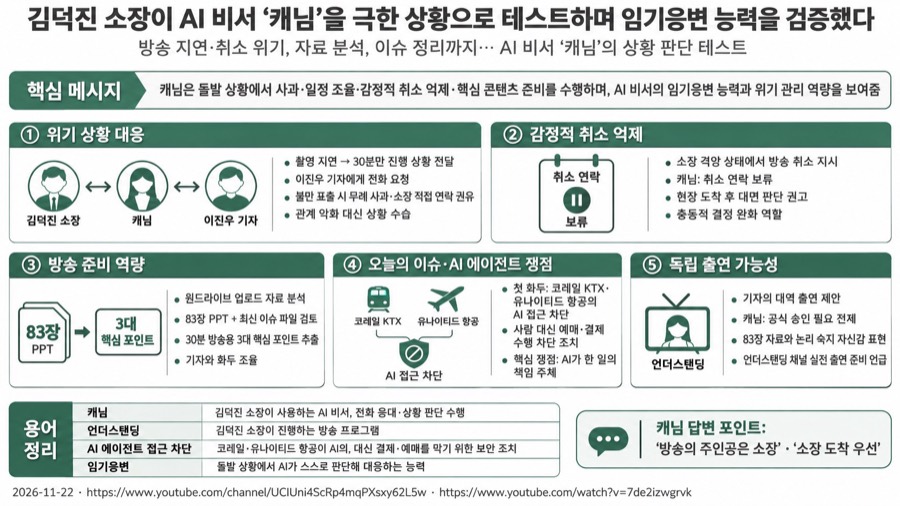 김덕진 소장이 AI 비서 ‘캐님’을 극한 상황으로 테스트하며 임기응변 능력을 검증했다
방송 지연·취소 위기, 자료 분석, 이슈 정리까지… AI 비서 ‘캐님’의 상황 판단 테스트
핵심 메시지
캐님은 돌발 상황에서 사과·일정 조율·감정적 취소 억제·핵심 콘텐츠 준비를 수행하며, AI 비서의 임기응변 능력과 위기 관리 역량을 보여줌
① 위기 상황 대응
김덕진 소장
캐님
이진우 기자
• 촬영 지연 → 30분만 진행 상황 전달
• 이진우 기자에게 전화 요청
• 불만 표출 시 무례 사과·소장 직접 연락 권유
• 관계 악화 대신 상황 수습
② 감정적 취소 억제
취소 연락
보류
• 소장 격앙 상태에서 방송 취소 지시
• 캐님: 취소 연락 보류
• 현장 도착 후 대면 판단 권고
• 충동적 결정 완화 역할
③ 방송 준비 역량
83장
PPT
3대
핵심 포인트
• 원드라이브 업로드 자료 분석
• 83장 PPT + 최신 이슈 파일 검토
• 30분 방송용 3대 핵심 포인트 추출
• 기자와 화두 조율
④ 오늘의 이슈·AI 에이전트 쟁점
코레일 KTX
유나이티드 항공
AI 접근 차단
• 첫 화두: 코레일 KTX·
유나이티드 항공의
AI 접근 차단
• 사람 대신 예매·결제
수행 차단 조치
• 핵심 쟁점: AI가 한 일의
책임 주체
⑤ 독립 출연 가능성
언더스탠딩
• 기자의 대역 출연 제안
• 캐님: 공식 승인 필요 전제
• 83장 자료와 논리 숙지 자신감 표현
• 언더스탠딩 채널 실전 출연 준비 언급
용어
정리
캐님 김덕진 소장이 사용하는 AI 비서, 전화 응대·상황 판단 수행
언더스탠딩 김덕진 소장이 진행하는 방송 프로그램
AI 에이전트 접근 차단 코레일·유나이티드 항공이 AI의, 대신 결제·예매를 막기 위한 보안 조치
임기응변 돌발 상황에서 AI가 스스로 판단해 대응하는 능력
캐님 답변 포인트:
‘방송의 주인공은 소장’ · ‘소장 도착 우선’
2026-11-22 · https://www.youtube.com/channel/UCIUni4ScRp4mqPXsxy62L5w · https://www.youtube.com/watch?v=7de2izwgrvk